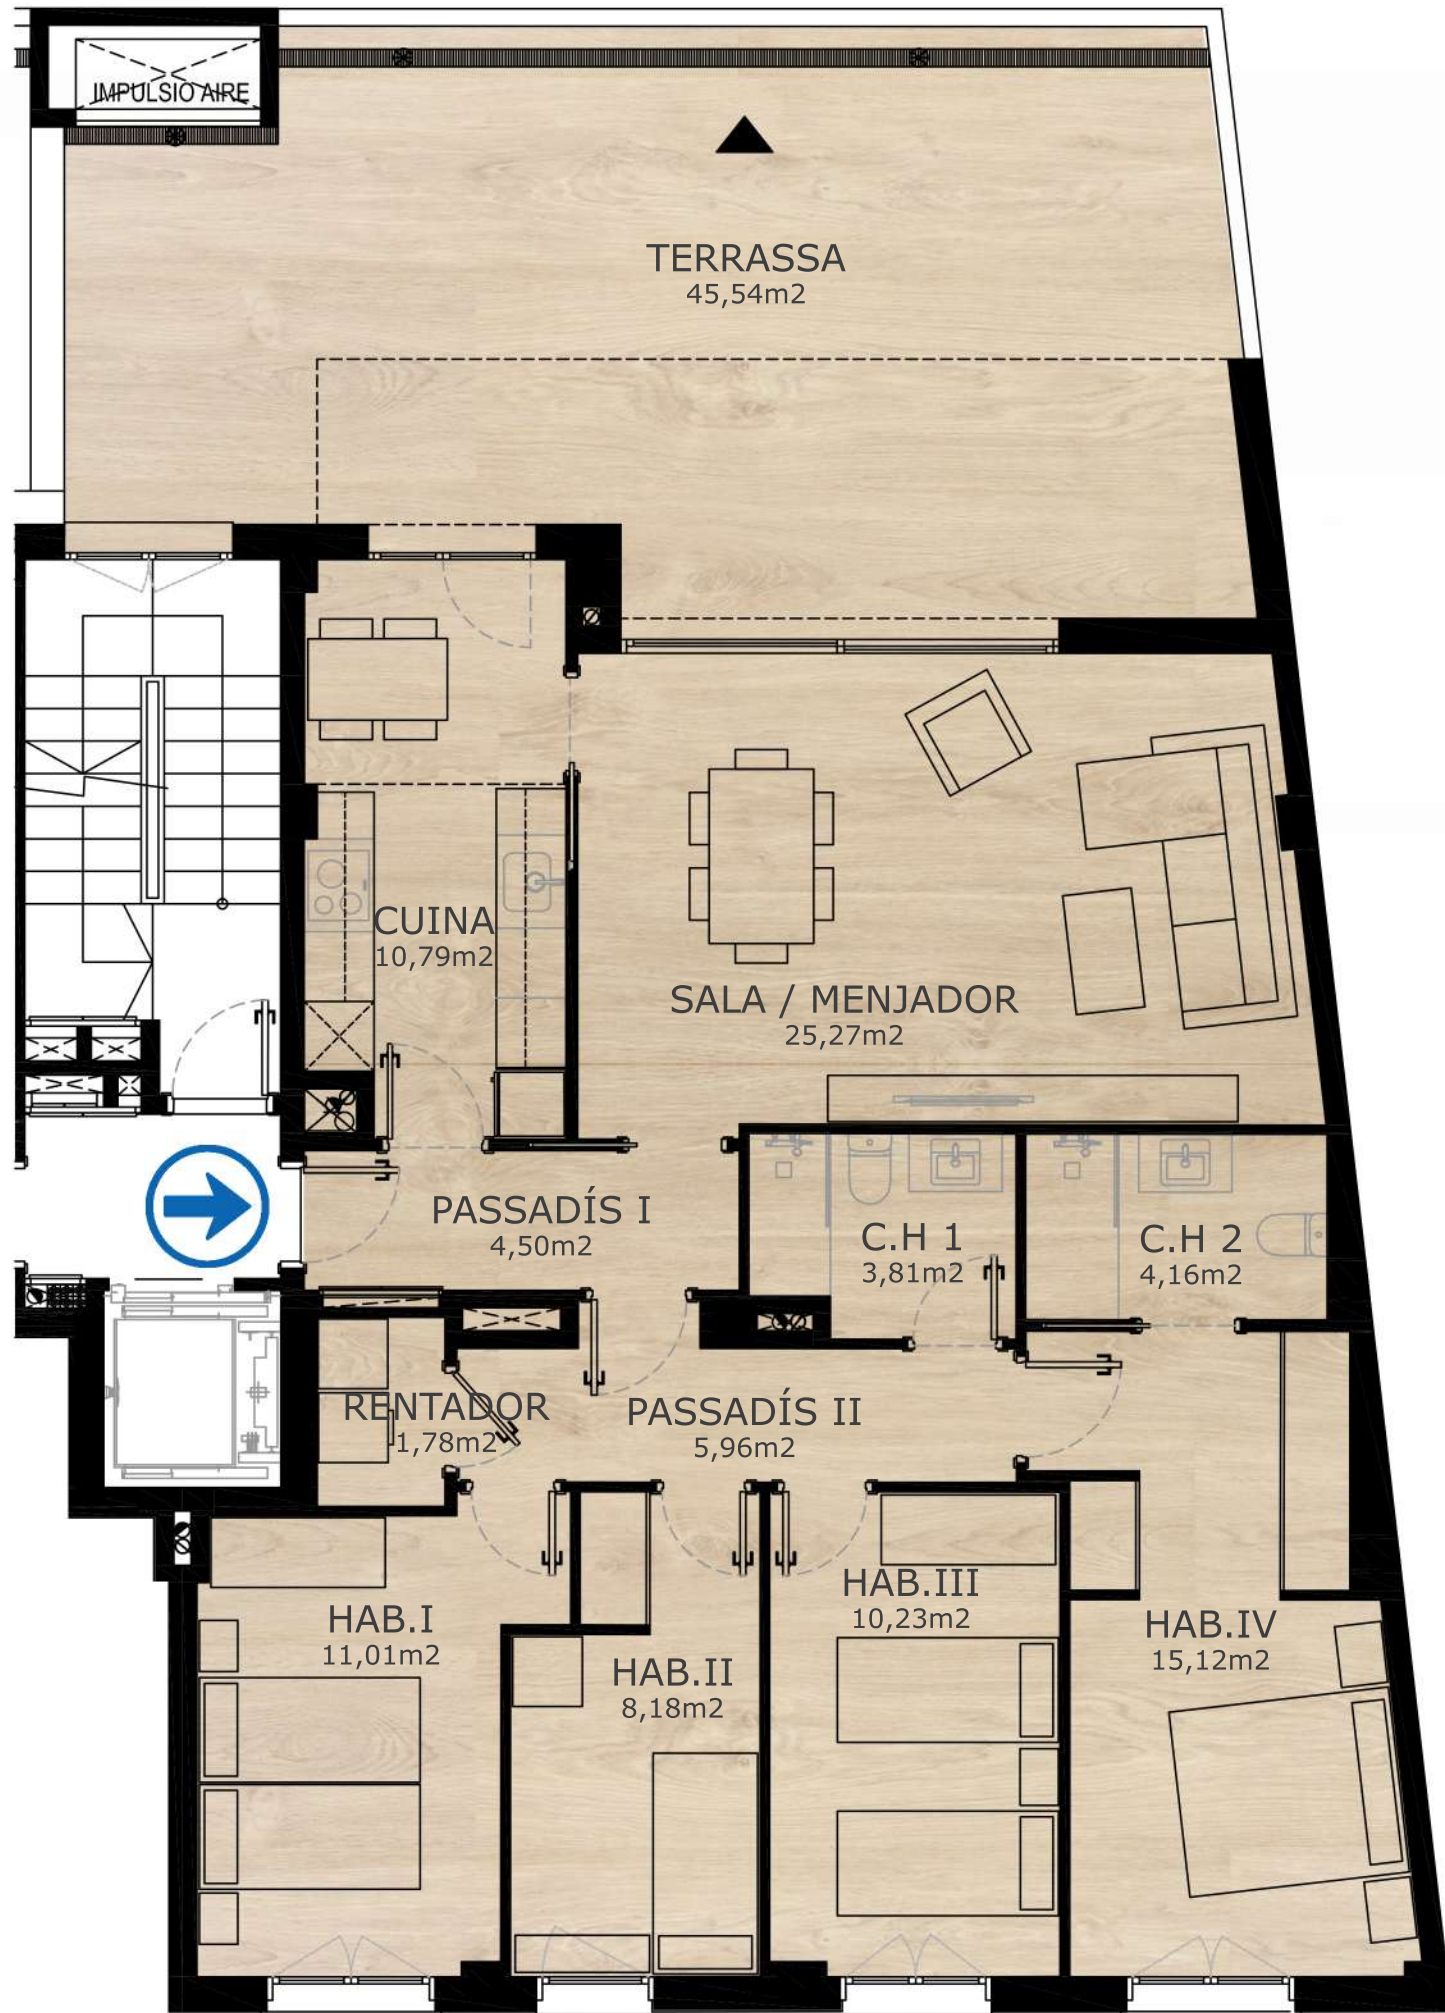 IMPULSIO AIRE
TERRASSA
45,54m2
CUINA
10,79m2
SALA / MENJADOR
25,27m2
PASSADÍS I
4,50m2
C.H 1
3,81m2
C.H 2
4,16m2
RENTADOR
1,78m2
PASSADÍS II
5,96m2
HAB.I
11,01m2
HAB.II
8,18m2
HAB.III
10,23m2
HAB.IV
15,12m2